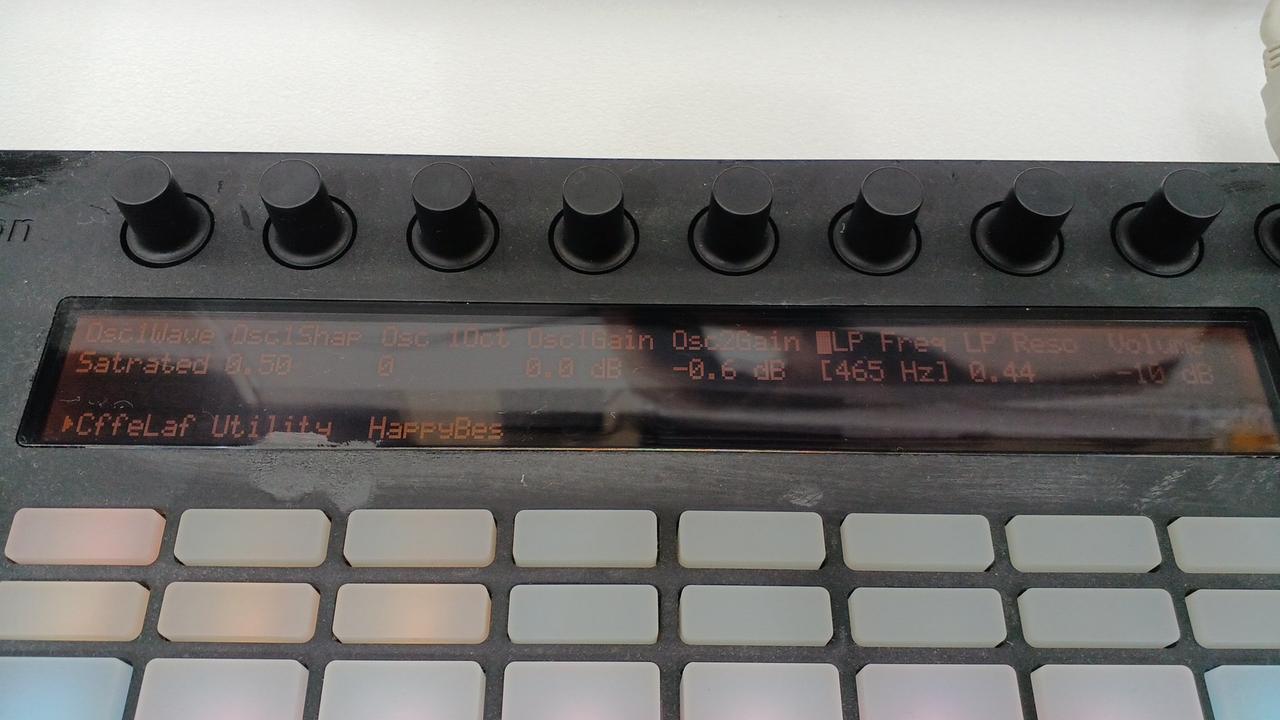 on
Osc1Wave Osc1Shap Osc 1Oct Osc1Gain Osc2Gain LP Freq LP Reso Volume
Satrated 0.50 0 0.0 dB -0.6 dB [465 Hz] 0.44 -10 dB
CffeLaf Utility HappyBes